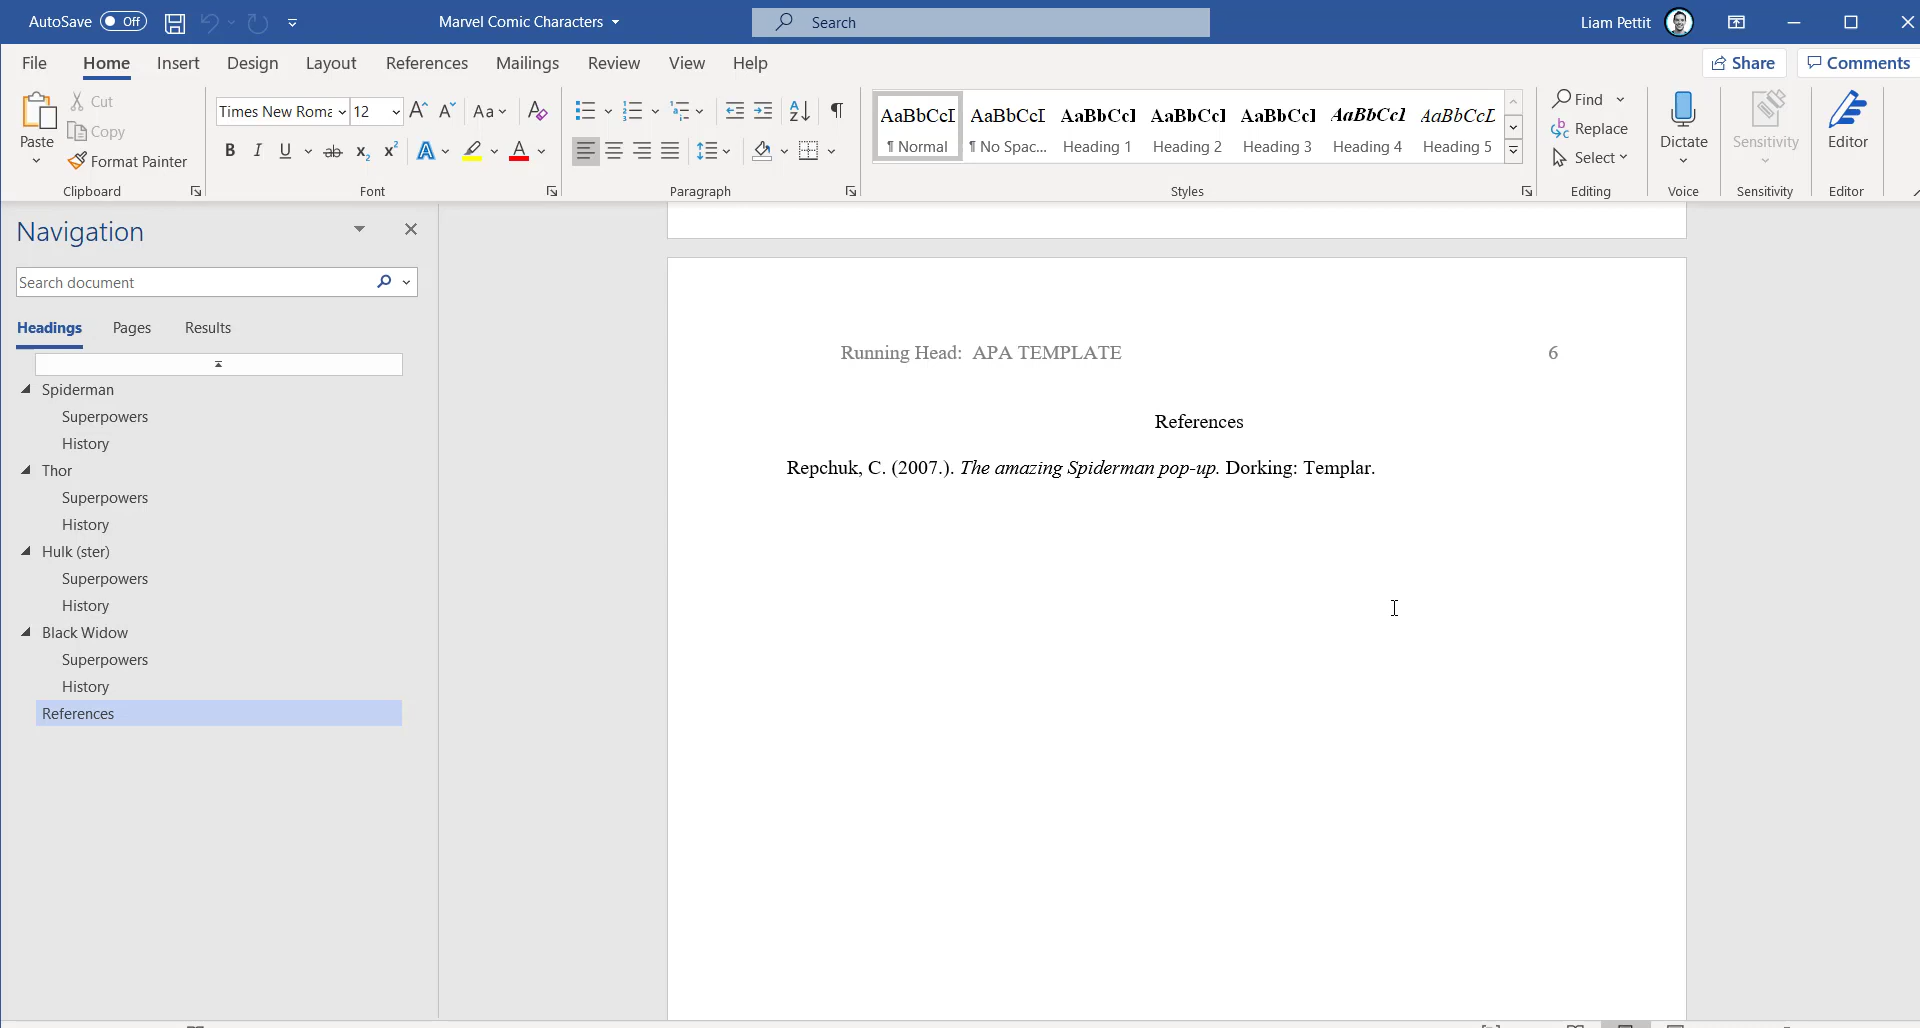 AutoSave Off Marvel Comic Characters Search Liam Pettit
File Home Insert Design Layout References Mailings Review View Help Share Comments
Paste Cut Copy Format Painter Clipboard
Times New Roma 12 Font
Paragraph
AaBbCcI ¶ Normal
AaBbCcI ¶ No Spac...
AaBbCcI Heading 1
AaBbCcI Heading 2
AaBbCcI Heading 3
AaBbCcI Heading 4
AaBbCcL Heading 5
Styles
Find Replace Select Editing
Dictate Voice
Sensitivity Sensitivity
Editor Editor
Navigation
Search document
Headings Pages Results
Spiderman
Superpowers
History
Thor
Superpowers
History
Hulk (ster)
Superpowers
History
Black Widow
Superpowers
History
References
Running Head: APA TEMPLATE 6
References
Repchuk, C. (2007.). The amazing Spiderman pop-up. Dorking: Templar.